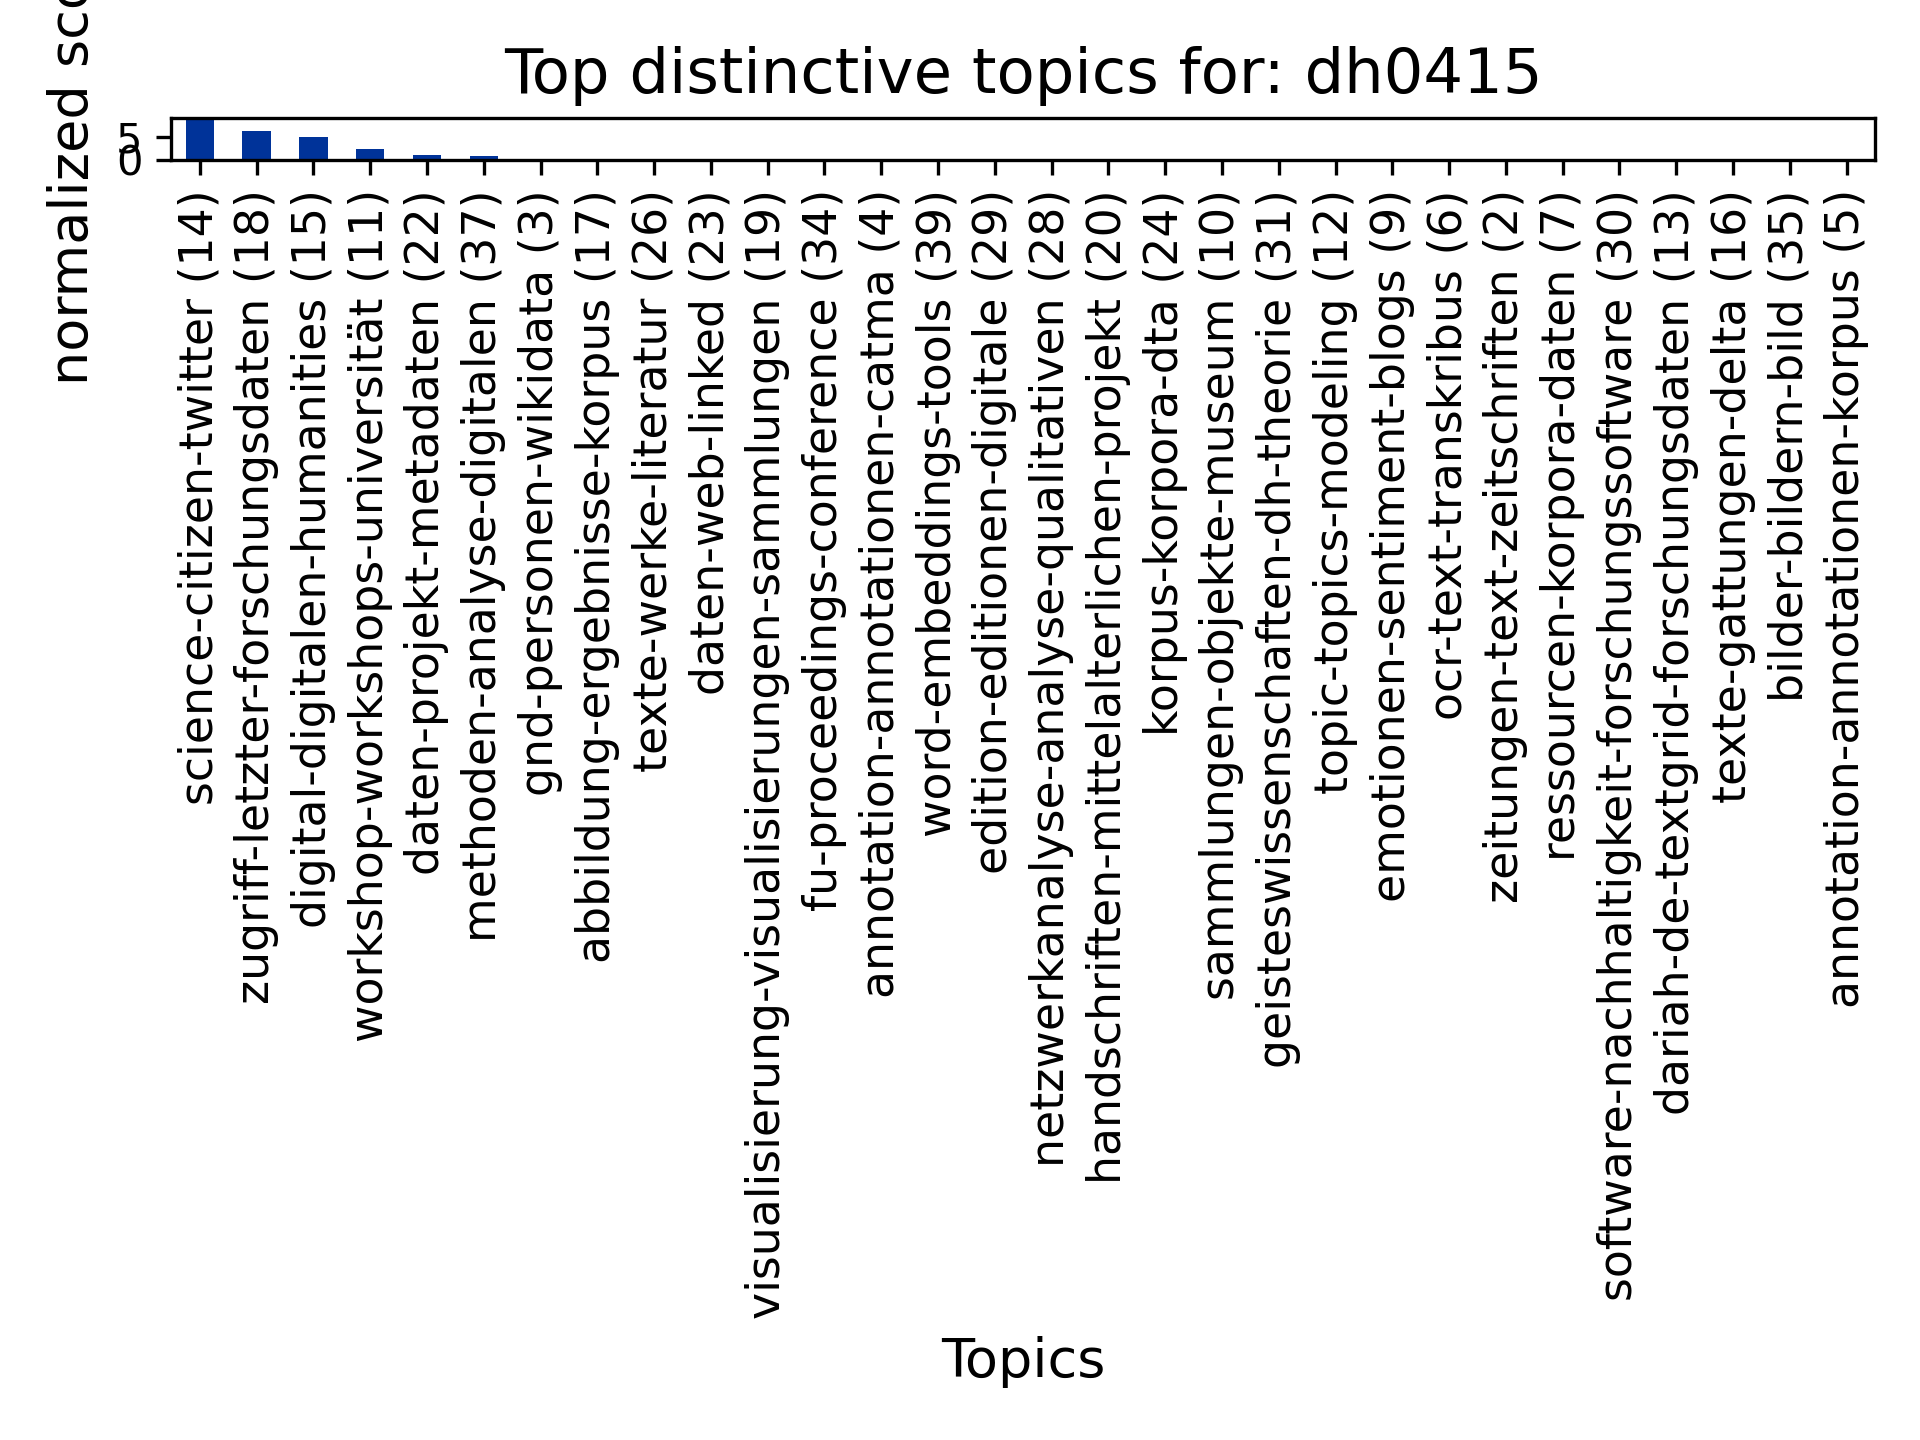 Top distinctive topics for: dh0415
normalized
5
0
science-citizen-twitter (14)
zugriff-letzter-forschungsdaten (18)
digital-digitalen-humanities (15)
workshop-workshops-universität (11)
daten-projekt-metadaten (22)
methoden-analyse-digitalen (37)
gnd-personen-wikidata (3)
abbildung-ergebnisse-korpus (17)
texte-werke-literatur (26)
daten-web-linked (23)
visualisierung-visualisierungen-sammlungen (19)
fu-proceedings-conference (34)
annotation-annotationen-catma (4)
word-embeddings-tools (39)
edition-editionen-digitale (29)
netzwerkanalyse-analyse-qualitativen (28)
handschriften-mittelalterlichen-projekt (20)
korpus-korpora-dta (24)
sammlungen-objekte-museum (10)
geisteswissenschaften-dh-theorie (31)
topic-topics-modeling (12)
emotionen-sentiment-blogs (9)
ocr-text-transkribus (6)
zeitungen-text-zeitschriften (2)
ressourcen-korpora-daten (7)
software-nachhaltigkeit-forschungssoftware (30)
dariah-de-textgrid-forschungsdaten (13)
texte-gattungen-delta (16)
bilder-bildern-bild (35)
annotation-annotationen-korpus (5)
Topics